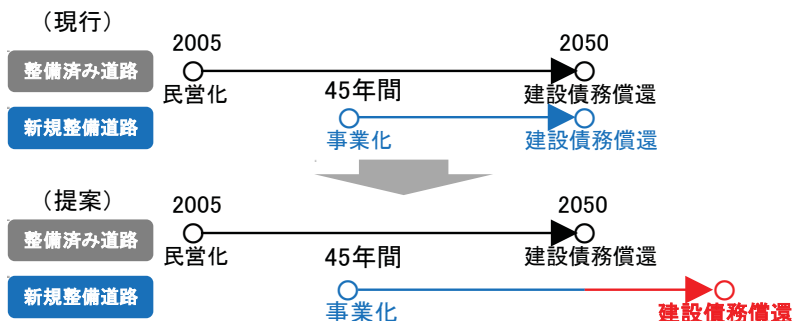 （現行）
2005
2050
整備済み道路
民営化
45年間
建設債務償還
新規整備道路
事業化
建設債務償還
（提案）
2005
2050
整備済み道路
民営化
45年間
建設債務償還
新規整備道路
事業化
建設債務償還